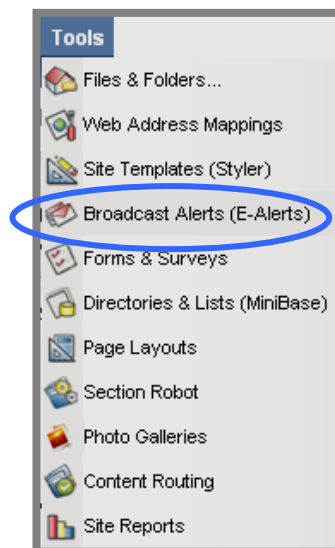 Tools
Files & Folders...
Web Address Mappings
Site Templates (Styler)
Broadcast Alerts (E-Alerts)
Forms & Surveys
Directories & Lists (MiniBase)
Page Layouts
Section Robot
Photo Galleries
Content Routing
Site Reports